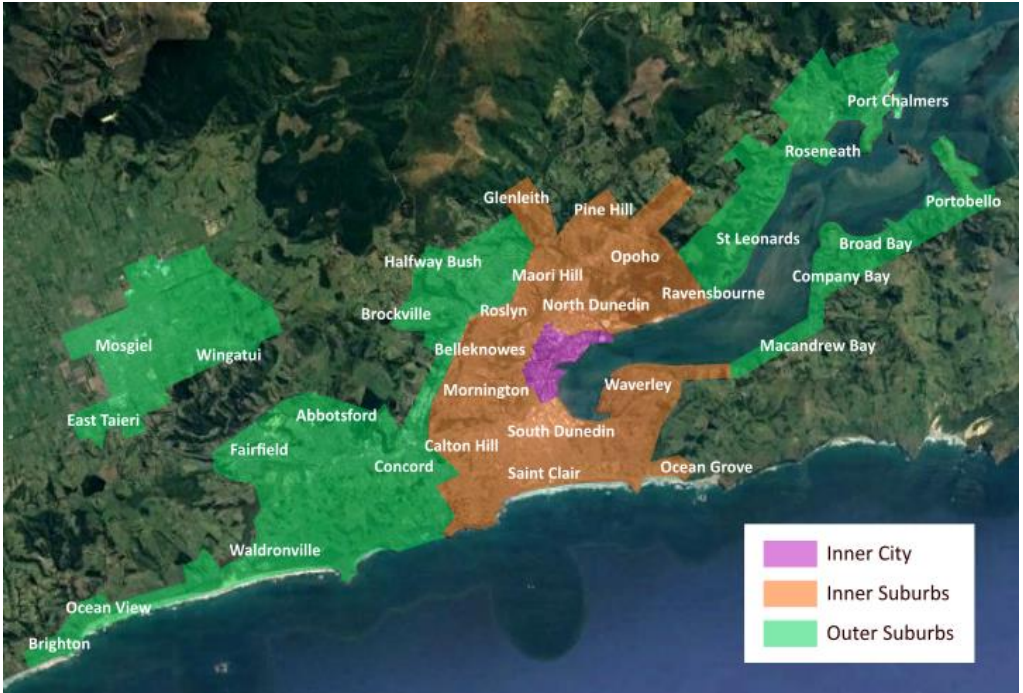 Port Chalmers
Roseneath
Glenleith
Pine Hill
Portobello
St Leonards
Broad Bay
Halfway Bush
Opoho
Maori Hill
Company Bay
Ravensbourne
North Dunedin
Brockville
Roslyn
Mosgiel
Wingatui
Belleknowes
Macandrew Bay
Mornington
Waverley
East Taieri
Abbotsford
South Dunedin
Fairfield
Calton Hill
Concord
Saint Clair
Ocean Grove
Waldronville
Ocean View
Brighton
Inner City
Inner Suburbs
Outer Suburbs